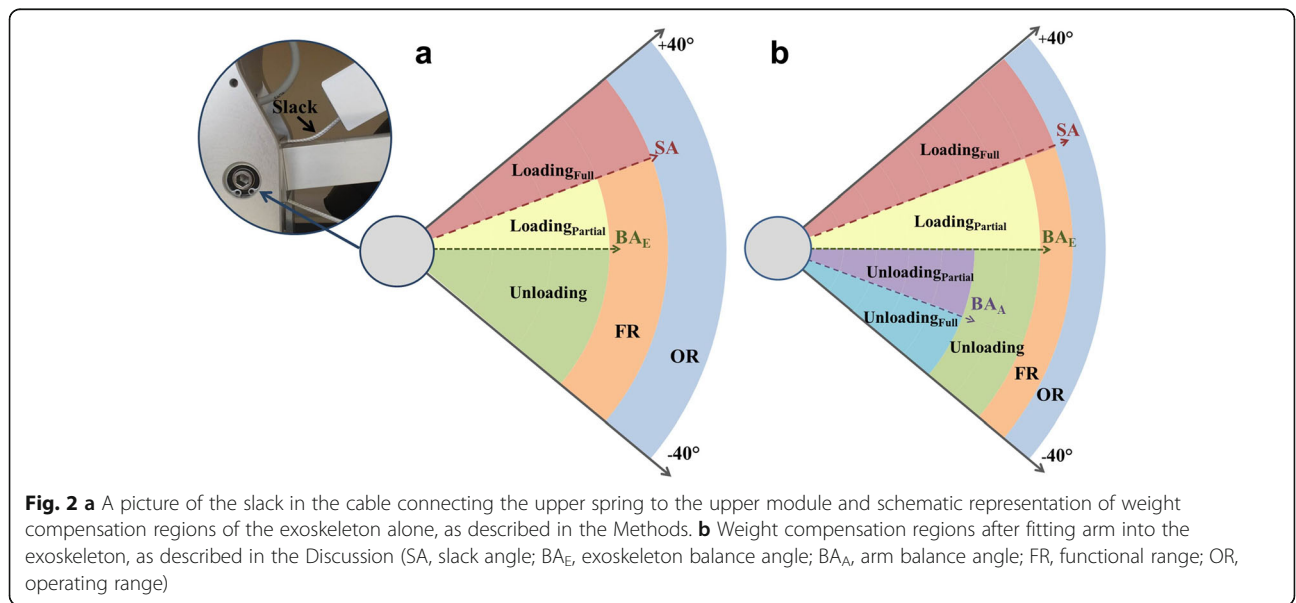 a
b
Slack
+40°
SA
Loading_Full
Loading_Partial
BA_E
Unloading
FR
OR
-40°
+40°
SA
Loading_Full
Loading_Partial
BA_E
Unloading_Partial
BA_A
Unloading_Full
Unloading
FR
OR
-40°
Fig. 2 a A picture of the slack in the cable connecting the upper spring to the upper module and schematic representation of weight
compensation regions of the exoskeleton alone, as described in the Methods. b Weight compensation regions after fitting arm into the
exoskeleton, as described in the Discussion (SA, slack angle; BA_E, exoskeleton balance angle; BA_A, arm balance angle; FR, functional range; OR,
operating range)